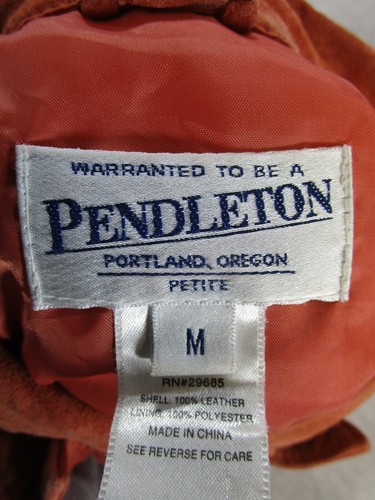 WARRANTED TO BE A
PENDLETON
PORTLAND, OREGON
PETITE
M
RN#29685
SHELL: 100% LEATHER
LINING: 100% POLYESTER
MADE IN CHINA
SEE REVERSE FOR CARE